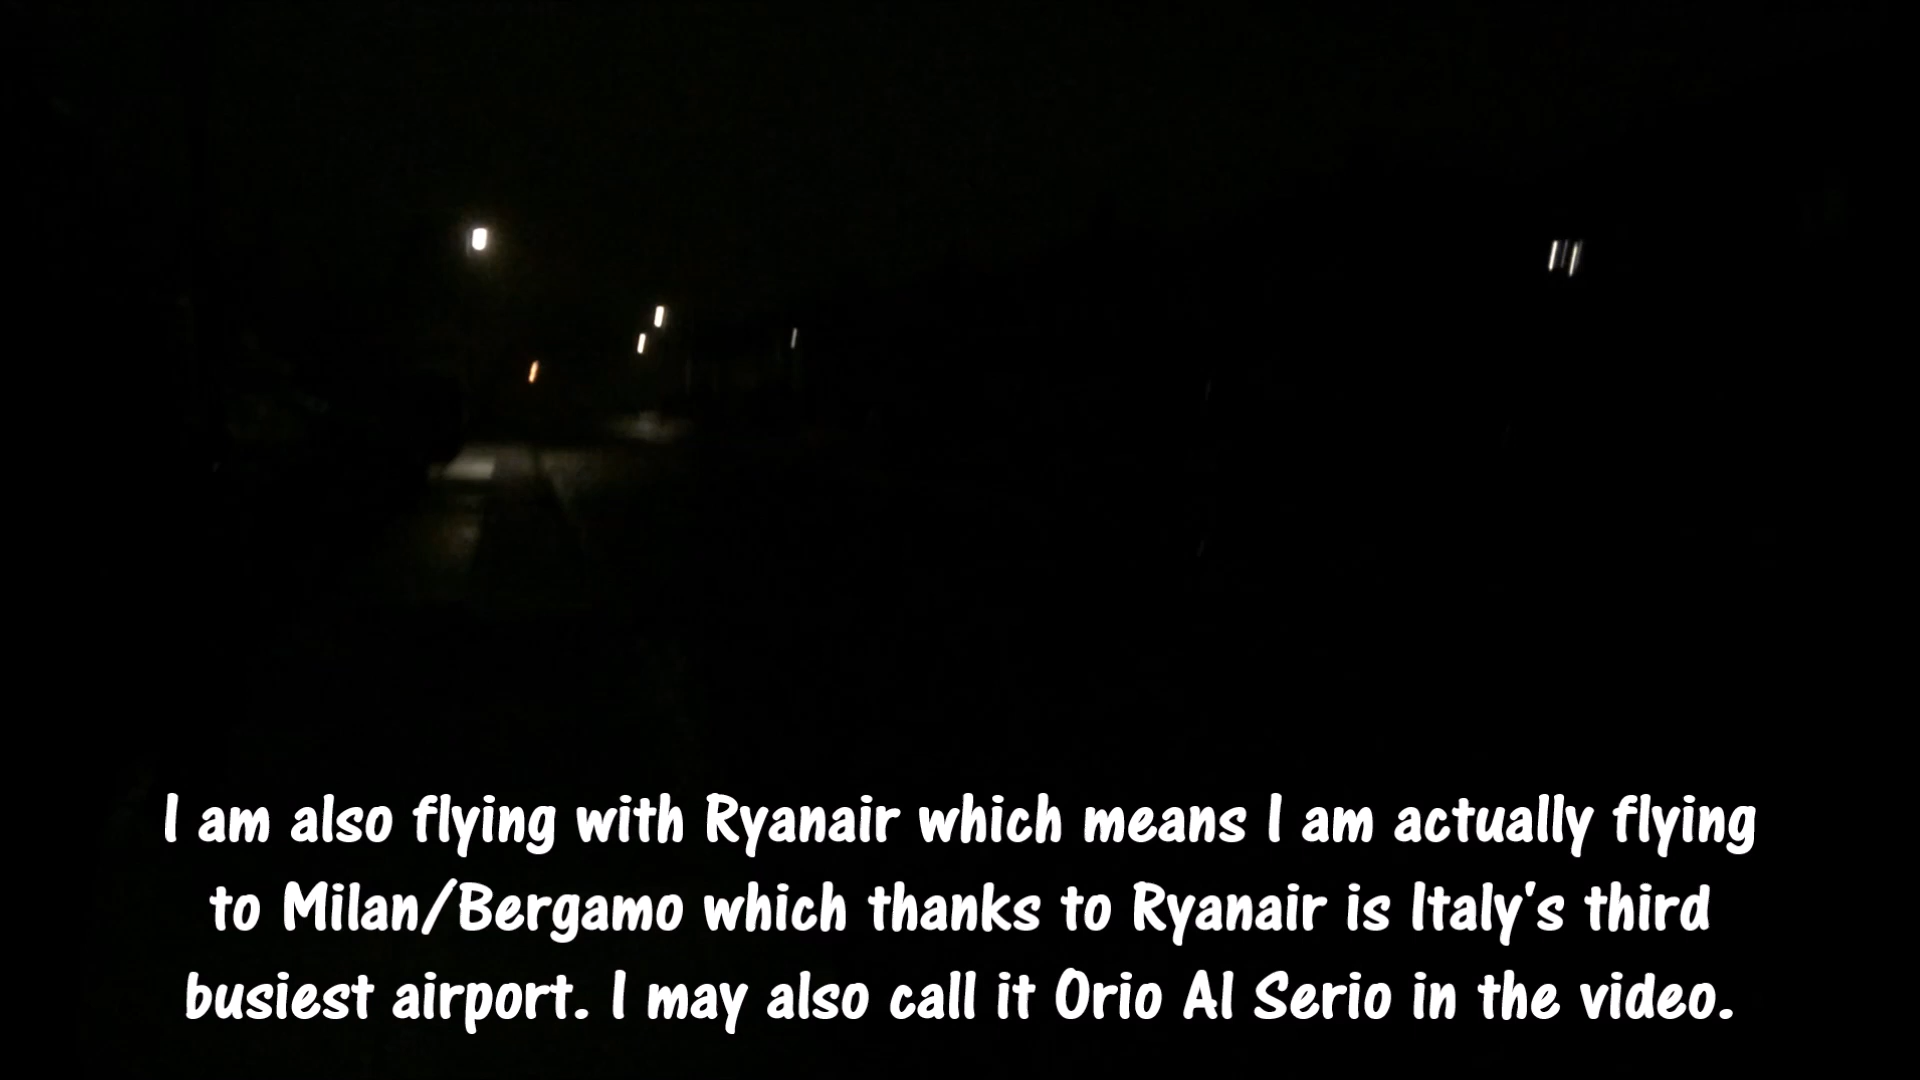 I am also flying with Ryanair which means I am actually flying
to Milan/Bergamo which thanks to Ryanair is Italy's third
busiest airport. I may also call it Orio Al Serio in the video.